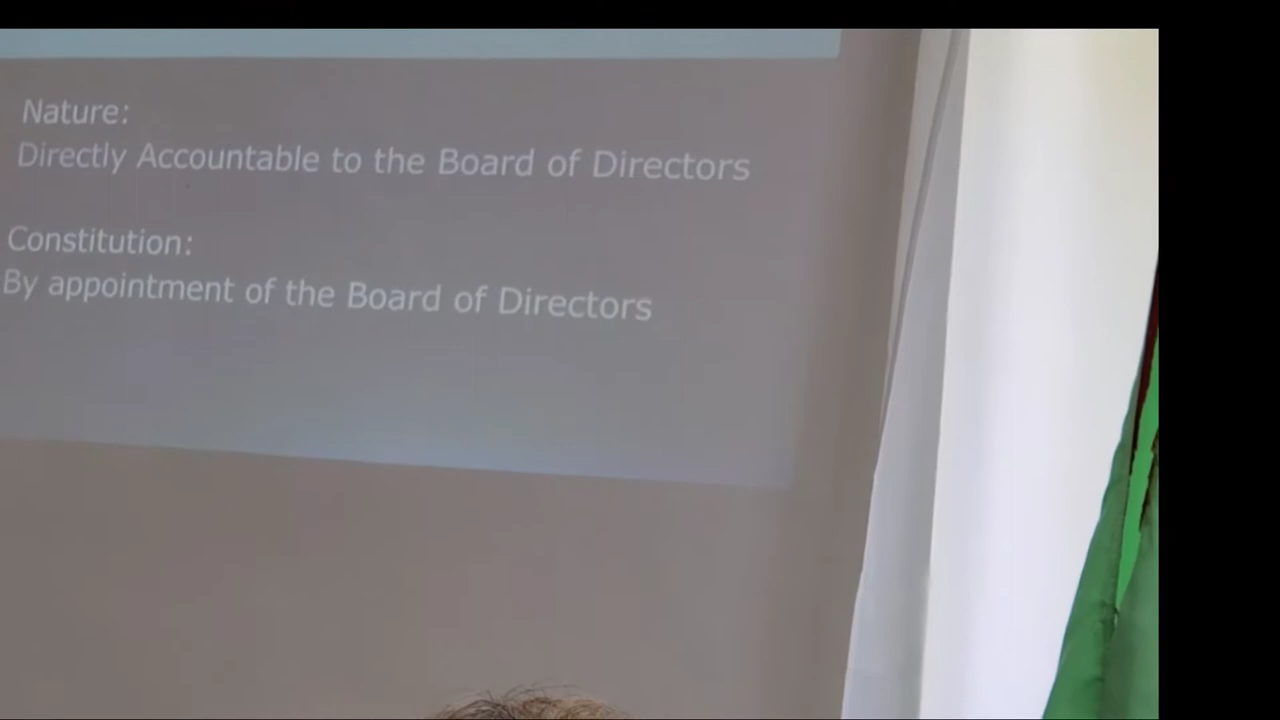 Nature:
Directly Accountable to the Board of Directors
Constitution:
By appointment of the Board of Directors